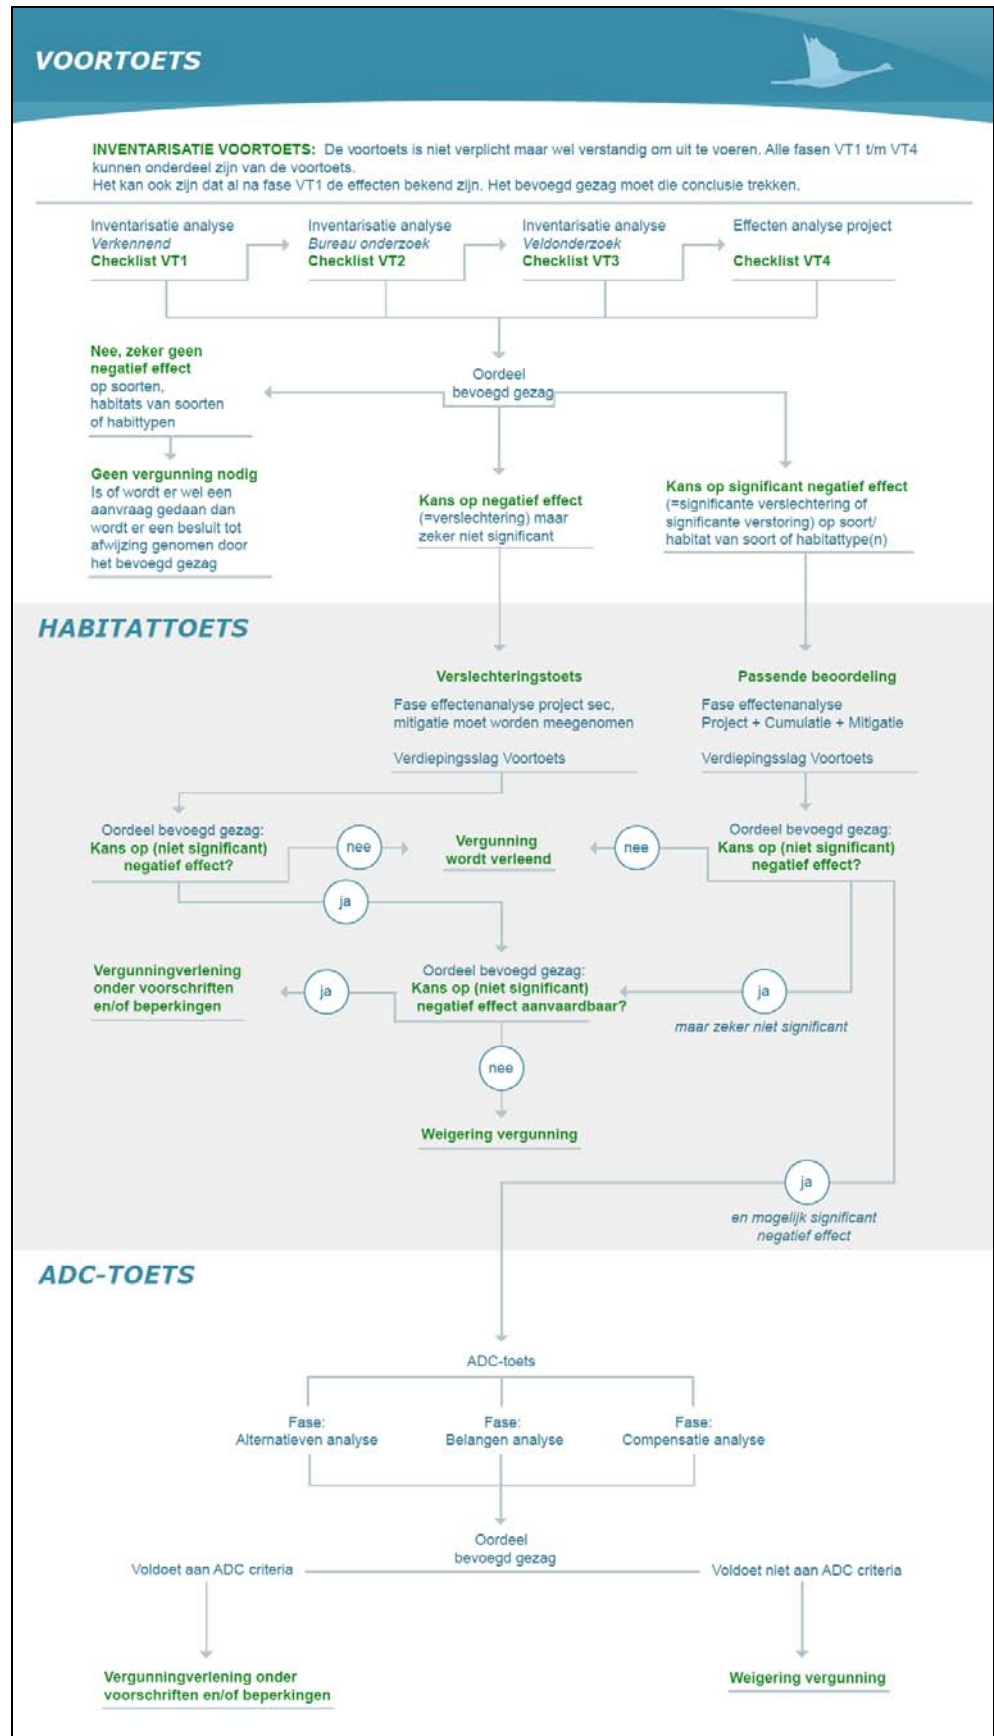 VOORTOETS
INVENTARISATIE VOORTOETS: De voortoets is niet verplicht maar wel verstandig om uit te voeren. Alle fasen VT1 t/m VT4
kunnen onderdeel zijn van de voortoets.
Het kan ook zijn dat al na fase VT1 de effecten bekend zijn. Het bevoegd gezag moet die conclusie trekken.
Inventarisatie analyse
Verkennend
Checklist VT1
Inventarisatie analyse
Bureau onderzoek
Checklist VT2
Inventarisatie analyse
Veldonderzoek
Checklist VT3
Effecten analyse project
Checklist VT4
Oordeel
bevoegd gezag
Nee, zeker geen
negatief effect
op soorten,
habitats van soorten
of habittypen
Geen vergunning nodig
Is of wordt er wel een
aanvraag gedaan dan
wordt er een besluit tot
afwijzing genomen door
het bevoegd gezag
Kans op negatief effect
(=verslechtering) maar
zeker niet significant
Kans op significant negatief effect
(=significante verslechtering of
significante verstoring) op soort/
habitat van soort of habitattype(n)
HABITATTOETS
Verslechteringstoets
Fase effectenanalyse project sec,
mitigatie moet worden meegenomen
Verdiepingsslag Voortoets
Passende beoordeling
Fase effectenanalyse
Project + Cumulatie + Mitigatie
Verdiepingsslag Voortoets
Oordeel bevoegd gezag:
Kans op (niet significant)
negatief effect?
nee
Vergunning
wordt verleend
nee
Oordeel bevoegd gezag:
Kans op (niet significant)
negatief effect?
ja
Vergunningverlening
onder voorschriften
en/of beperkingen
ja
Oordeel bevoegd gezag:
Kans op (niet significant)
negatief effect aanvaardbaar?
ja
maar zeker niet significant
nee
Weigering vergunning
ja
en mogelijk significant
negatief effect
ADC-TOETS
ADC-toets
Fase:
Alternatieven analyse
Fase:
Belangen analyse
Fase:
Compensatie analyse
Oordeel
bevoegd gezag
Voldoet aan ADC criteria
Voldoet niet aan ADC criteria
Vergunningverlening onder
voorschriften en/of beperkingen
Weigering vergunning